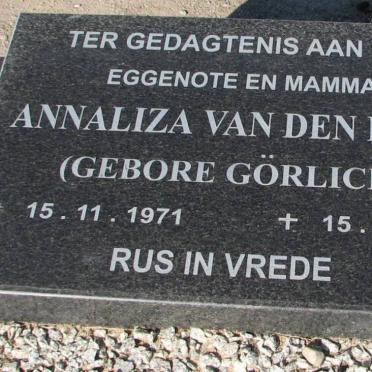 TER GEDAGTENIS AAN
EGGENOTE EN MAMMA
ANNALIZA VAN DEN
(GEBORE GÖRLIC
15.11.1971 + 15.
RUS IN VREDE